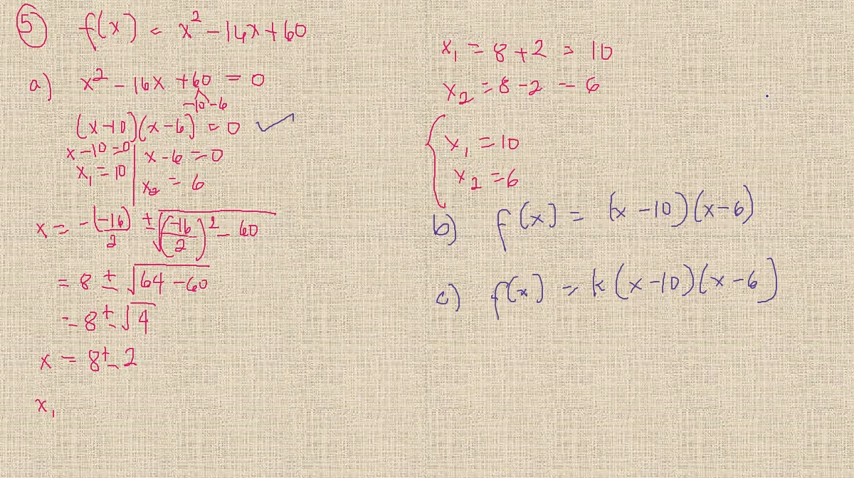 5 f(x) = x² - 16x + 60
a) x² - 16x + 60 = 0
-10 -6
(x-10)(x-6) = 0 ✓
x - 10 = 0 | x - 6 = 0
x₁ = 10 | x₂ = 6
x = -(-16)/2 ± √((-16/2)² - 60)
= 8 ± √(64 - 60)
= 8 ± √4
x = 8 ± 2
x₁
x₁ = 8 + 2 = 10
x₂ = 8 - 2 = 6
{ x₁ = 10
x₂ = 6
b) f(x) = (x - 10)(x - 6)
c) f(x) = k(x - 10)(x - 6)